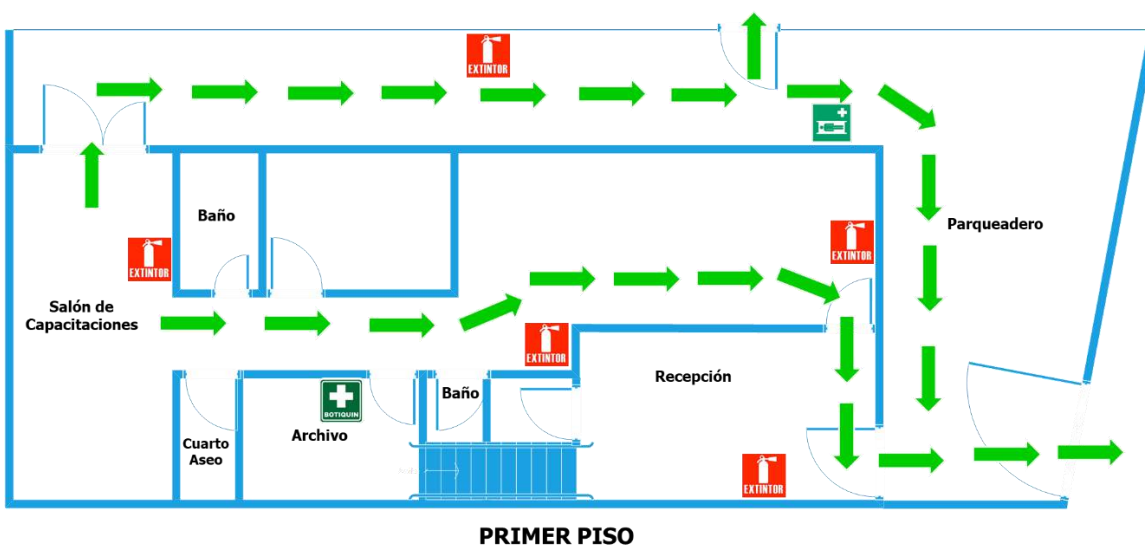 EXTINTOR
Baño
EXTINTOR
EXTINTOR
Parqueadero
Salón de
Capacitaciones
EXTINTOR
Recepción
BOTIQUIN
Baño
Archivo
Cuarto
Aseo
EXTINTOR
PRIMER PISO